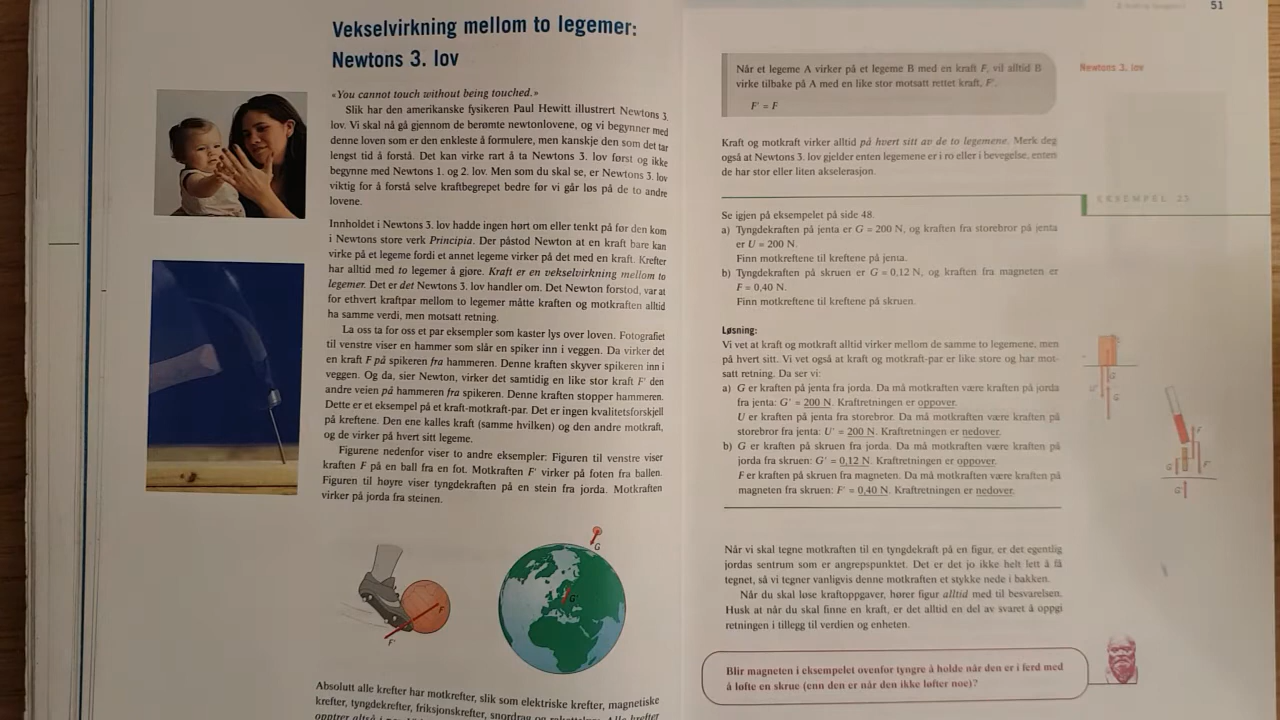 Vekselvirkning mellom to legemer:
Newtons 3. lov
«You cannot touch without being touched.»
Slik har den amerikanske fysikeren Paul Hewitt illustrert Newtons 3.
lov. Vi skal nå gå gjennom de berømte newtonlovene, og vi begynner med
denne loven som er den enkleste å formulere, men kanskje den som det tar
lengst tid å forstå. Det kan virke rart å ta Newtons 3. lov først og ikke
begynne med Newtons 1. og 2. lov. Men som du skal se, er Newtons 3. lov
viktig for å forstå selve kraftbegrepet bedre før vi går løs på de to andre
lovene.
Innholdet i Newtons 3. lov hadde ingen hørt om eller tenkt på før den kom
i Newtons store verk Principia. Der påstod Newton at en kraft bare kan
virke på et legeme fordi et annet legeme virker på det med en kraft. Krefter
har alltid med to legemer å gjøre. Kraft er en vekselvirkning mellom to
legemer. Det er det Newtons 3. lov handler om. Det Newton forstod, var at
for ethvert kraftpar mellom to legemer måtte kraften og motkraften alltid
ha samme verdi, men motsatt retning.
La oss ta for oss et par eksempler som kaster lys over loven. Fotografiet
til venstre viser en hammer som slår en spiker inn i veggen. Da virker det
en kraft F på spikeren fra hammeren. Denne kraften skyver spikeren inn i
veggen. Og da, sier Newton, virker det samtidig en like stor kraft F' den
andre veien på hammeren fra spikeren. Denne kraften stopper hammeren.
Dette er et eksempel på et kraft-motkraft-par. Det er ingen kvalitetsforskjell
på kreftene. Den ene kalles kraft (samme hvilken) og den andre motkraft,
og de virker på hvert sitt legeme.
Figurene nedenfor viser to andre eksempler: Figuren til venstre viser
kraften F på en ball fra en fot. Motkraften F' virker på foten fra ballen.
Figuren til høyre viser tyngdekraften på en stein fra jorda. Motkraften
virker på jorda fra steinen.
F
F'
G
G'
Absolutt alle krefter har motkrefter, slik som elektriske krefter, magnetiske
krefter, tyngdekrefter, friksjonskrefter, snordrag og
51
Når et legeme A virker på et legeme B med en kraft F, vil alltid B
virke tilbake på A med en like stor motsatt rettet kraft, F'.
F' = F
Newtons 3. lov
Kraft og motkraft virker alltid på hvert sitt av de to legemene. Merk deg
også at Newtons 3. lov gjelder enten legemene er i ro eller i bevegelse, enten
de har stor eller liten akselerasjon.
EKSEMPEL 23
Se igjen på eksempelet på side 48.
a) Tyngdekraften på jenta er G = 200 N, og kraften fra storebror på jenta
er U = 200 N.
Finn motkreftene til kreftene på jenta.
b) Tyngdekraften på skruen er G = 0,12 N, og kraften fra magneten er
F = 0,40 N.
Finn motkreftene til kreftene på skruen.
Løsning:
Vi vet at kraft og motkraft alltid virker mellom de samme to legemene, men
på hvert sitt. Vi vet også at kraft og motkraft-par er like store og har mot-
satt retning. Da ser vi:
a) G er kraften på jenta fra jorda. Da må motkraften være kraften på jorda
fra jenta: G' = 200 N. Kraftretningen er oppover.
U er kraften på jenta fra storebror. Da må motkraften være kraften på
storebror fra jenta: U' = 200 N. Kraftretningen er nedover.
b) G er kraften på skruen fra jorda. Da må motkraften være kraften på
jorda fra skruen: G' = 0,12 N. Kraftretningen er oppover.
F er kraften på skruen fra magneten. Da må motkraften være kraften på
magneten fra skruen: F' = 0,40 N. Kraftretningen er nedover.
G
G
F
F
G
G'
Når vi skal tegne motkraften til en tyngdekraft på en figur, er det egentlig
jordas sentrum som er angrepspunktet. Det er det jo ikke helt lett å få
tegnet, så vi tegner vanligvis denne motkraften et stykke nede i bakken.
Når du skal løse kraftoppgaver, hører figur alltid med til besvarelsen.
Husk at når du skal finne en kraft, er det alltid en del av svaret å oppgi
retningen i tillegg til verdien og enheten.
Blir magneten i eksempelet ovenfor tyngre å holde når den er i ferd med
å løfte en skrue (enn den er når den ikke løfter noe)?